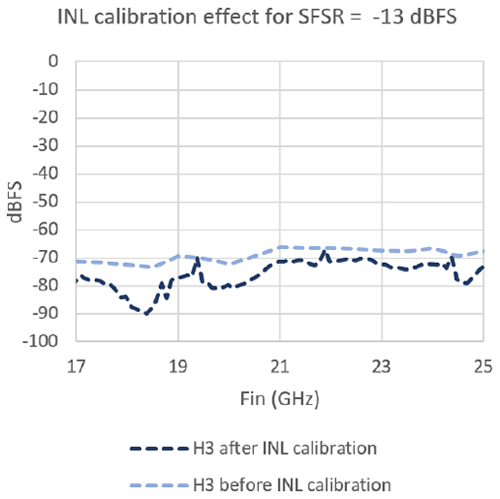 INL calibration effect for SFSR = -13 dBFS
0
-10
-20
-30
-40
-50
-60
-70
-80
-90
-100
dBFS
17 19 21 23 25
Fin (GHz)
H3 after INL calibration
H3 before INL calibration